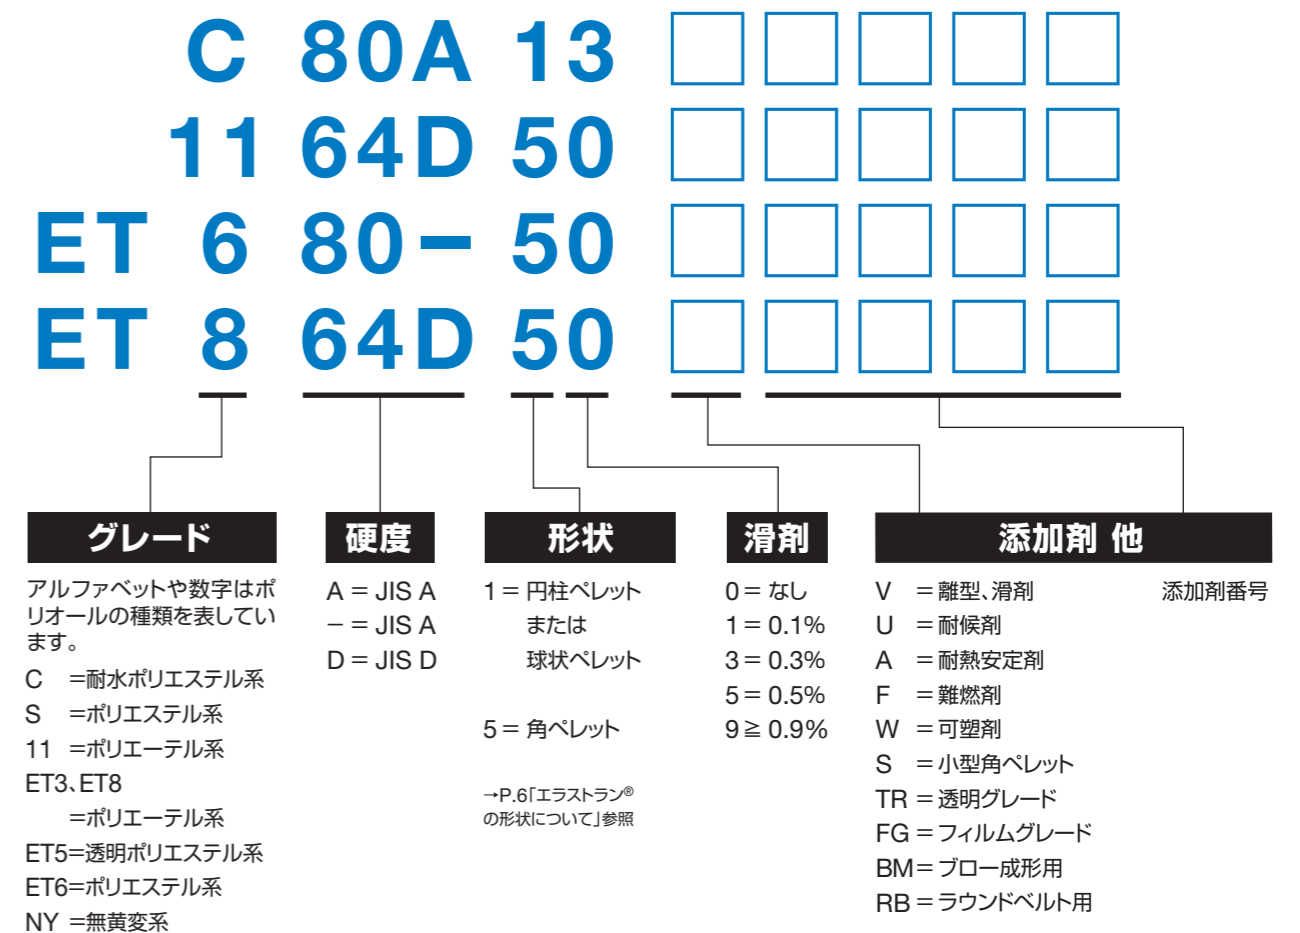 C 80A 13 □□□□□
11 64D 50 □□□□□
ET 6 80− 50 □□□□□
ET 8 64D 50 □□□□□
グレード
アルファベットや数字はポ
リオールの種類を表してい
ます。
C =耐水ポリエステル系
S =ポリエステル系
11 =ポリエーテル系
ET3、ET8
=ポリエーテル系
ET5=透明ポリエステル系
ET6=ポリエステル系
NY =無黄変系
硬度
A = JIS A
− = JIS A
D = JIS D
形状
1 = 円柱ペレット
または
球状ペレット
5 = 角ペレット
→P.6「エラストラン®
の形状について」参照
滑剤
0 = なし
1 = 0.1%
3 = 0.3%
5 = 0.5%
9 ≧ 0.9%
添加剤 他
V =離型、滑剤
U =耐候剤
A =耐熱安定剤
F =難燃剤
W =可塑剤
S =小型角ペレット
TR =透明グレード
FG =フィルムグレード
BM=ブロー成形用
RB =ラウンドベルト用
添加剤番号